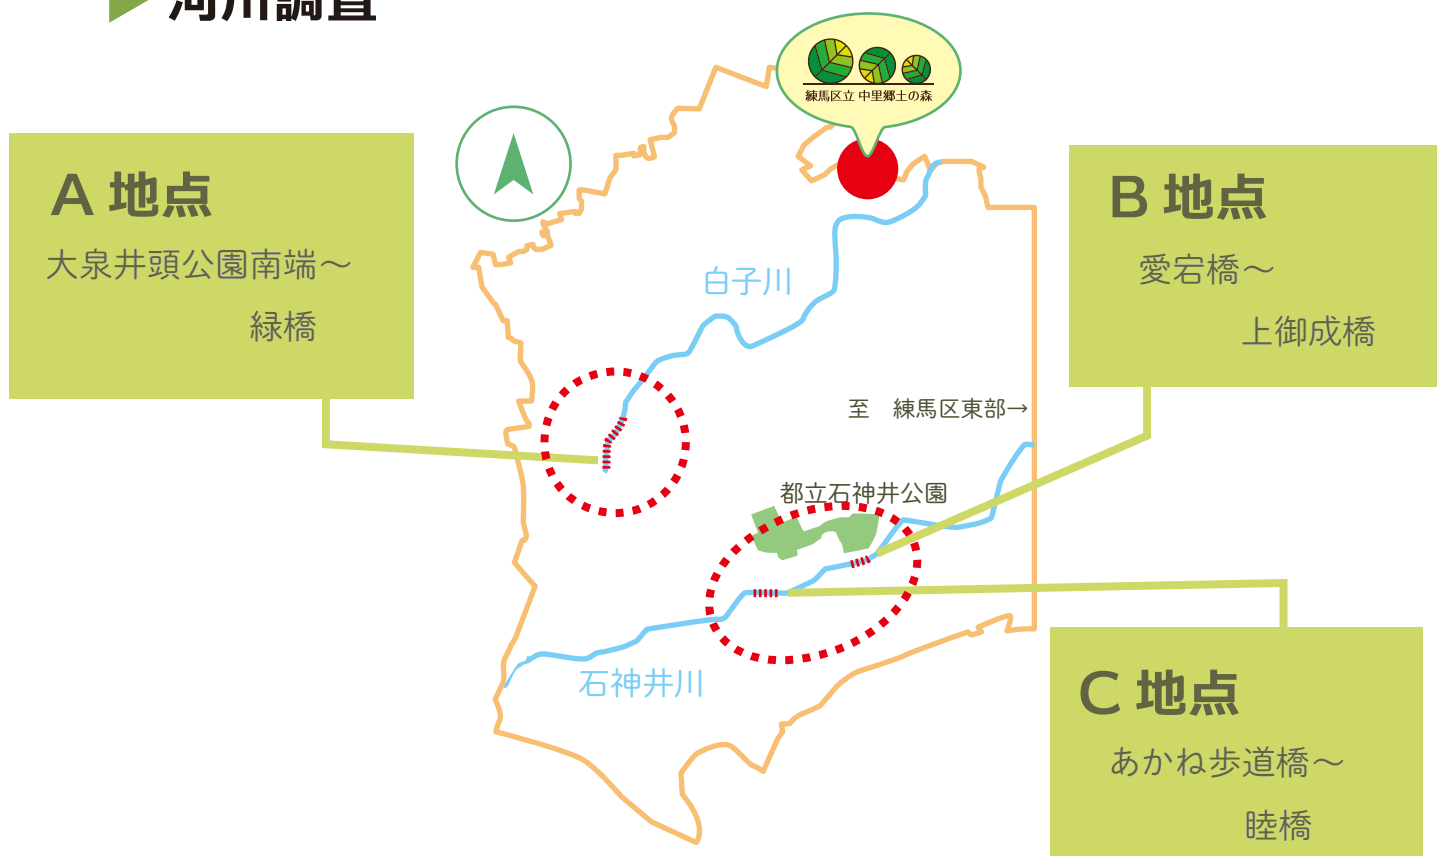 河川調査
練馬区立 中里郷土の森
A 地点
大泉井頭公園南端～
緑橋
B 地点
愛宕橋～
上御成橋
白子川
至　練馬区東部→
都立石神井公園
石神井川
C 地点
あかね歩道橋～
睦橋